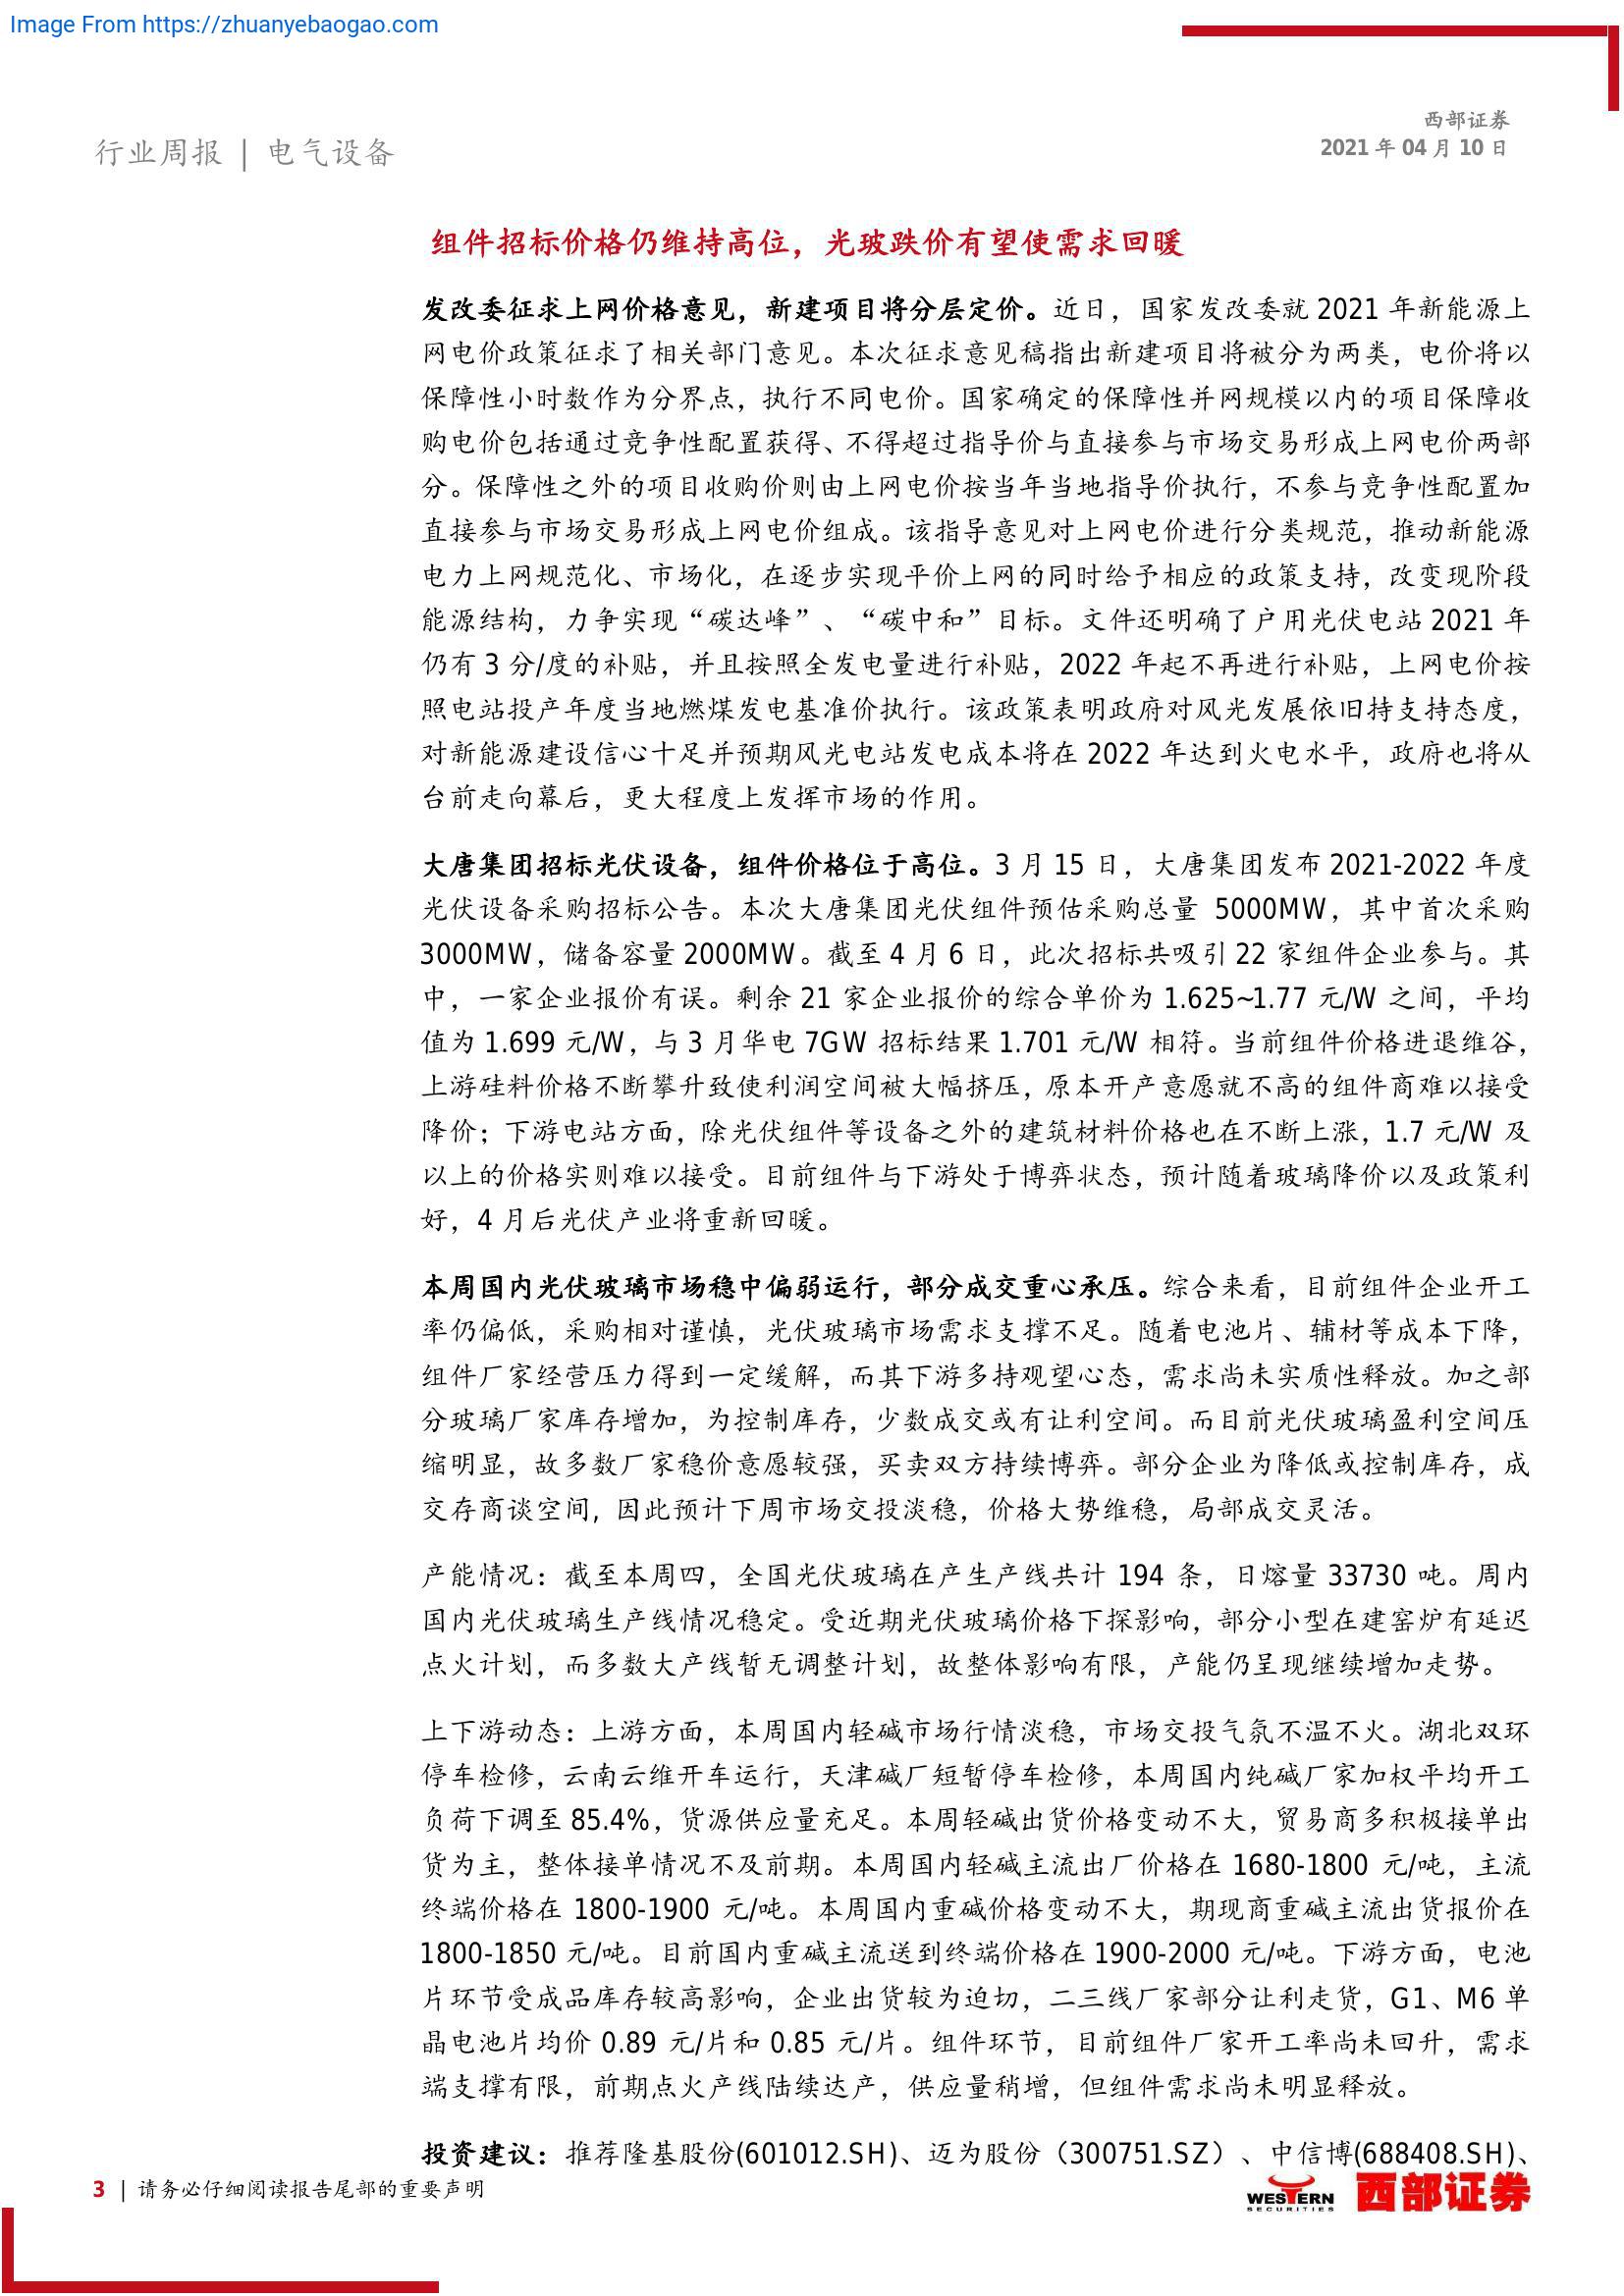 Image From https://zhuanyebaogao.com
西部证券
行业周报 | 电气设备
2021 年 04 月 10 日
组件招标价格仍维持高位，光玻跌价有望使需求回暖
发改委征求上网价格意见，新建项目将分层定价。近日，国家发改委就 2021 年新能源上
网电价政策征求了相关部门意见。本次征求意见稿指出新建项目将被分为两类，电价将以
保障性小时数作为分界点，执行不同电价。国家确定的保障性并网规模以内的项目保障收
购电价包括通过竞争性配置获得、不得超过指导价与直接参与市场交易形成上网电价两部
分。保障性之外的项目收购价则由上网电价按当年当地指导价执行，不参与竞争性配置加
直接参与市场交易形成上网电价组成。该指导意见对上网电价进行分类规范，推动新能源
电力上网规范化、市场化，在逐步实现平价上网的同时给予相应的政策支持，改变现阶段
能源结构，力争实现“碳达峰”、“碳中和”目标。文件还明确了户用光伏电站 2021 年
仍有 3 分/度的补贴，并且按照全发电量进行补贴，2022 年起不再进行补贴，上网电价按
照电站投产年度当地燃煤发电基准价执行。该政策表明政府对风光发展依旧持支持态度，
对新能源建设信心十足并预期风光电站发电成本将在 2022 年达到火电水平，政府也将从
台前走向幕后，更大程度上发挥市场的作用。
大唐集团招标光伏设备，组件价格位于高位。3 月 15 日，大唐集团发布 2021-2022 年度
光伏设备采购招标公告。本次大唐集团光伏组件预估采购总量 5000MW，其中首次采购
3000MW，储备容量 2000MW。截至 4 月 6 日，此次招标共吸引 22 家组件企业参与。其
中，一家企业报价有误。剩余 21 家企业报价的综合单价为 1.625~1.77 元/W 之间，平均
值为 1.699 元/W，与 3 月华电 7GW 招标结果 1.701 元/W 相符。当前组件价格进退维谷，
上游硅料价格不断攀升致使利润空间被大幅挤压，原本开产意愿就不高的组件商难以接受
降价；下游电站方面，除光伏组件等设备之外的建筑材料价格也在不断上涨，1.7 元/W 及
以上的价格实则难以接受。目前组件与下游处于博弈状态，预计随着玻璃降价以及政策利
好，4 月后光伏产业将重新回暖。
本周国内光伏玻璃市场稳中偏弱运行，部分成交重心承压。综合来看，目前组件企业开工
率仍偏低，采购相对谨慎，光伏玻璃市场需求支撑不足。随着电池片、辅材等成本下降，
组件厂家经营压力得到一定缓解，而其下游多持观望心态，需求尚未实质性释放。加之部
分玻璃厂家库存增加，为控制库存，少数成交或有让利空间。而目前光伏玻璃盈利空间压
缩明显，故多数厂家稳价意愿较强，买卖双方持续博弈。部分企业为降低或控制库存，成
交存商谈空间, 因此预计下周市场交投淡稳，价格大势维稳，局部成交灵活。
产能情况：截至本周四，全国光伏玻璃在产生产线共计 194 条，日熔量 33730 吨。周内
国内光伏玻璃生产线情况稳定。受近期光伏玻璃价格下探影响，部分小型在建窑炉有延迟
点火计划，而多数大产线暂无调整计划，故整体影响有限，产能仍呈现继续增加走势。
上下游动态：上游方面，本周国内轻碱市场行情淡稳，市场交投气氛不温不火。湖北双环
停车检修，云南云维开车运行，天津碱厂短暂停车检修，本周国内纯碱厂家加权平均开工
负荷下调至 85.4%，货源供应量充足。本周轻碱出货价格变动不大，贸易商多积极接单出
货为主，整体接单情况不及前期。本周国内轻碱主流出厂价格在 1680-1800 元/吨，主流
终端价格在 1800-1900 元/吨。本周国内重碱价格变动不大，期现商重碱主流出货报价在
1800-1850 元/吨。目前国内重碱主流送到终端价格在 1900-2000 元/吨。下游方面，电池
片环节受成品库存较高影响，企业出货较为迫切，二三线厂家部分让利走货，G1、M6 单
晶电池片均价 0.89 元/片和 0.85 元/片。组件环节，目前组件厂家开工率尚未回升，需求
端支撑有限，前期点火产线陆续达产，供应量稍增，但组件需求尚未明显释放。
投资建议：推荐隆基股份(601012.SH)、迈为股份（300751.SZ）、中信博(688408.SH)、
3 | 请务必仔细阅读报告尾部的重要声明
WESTERN SECURITIES 西部证券